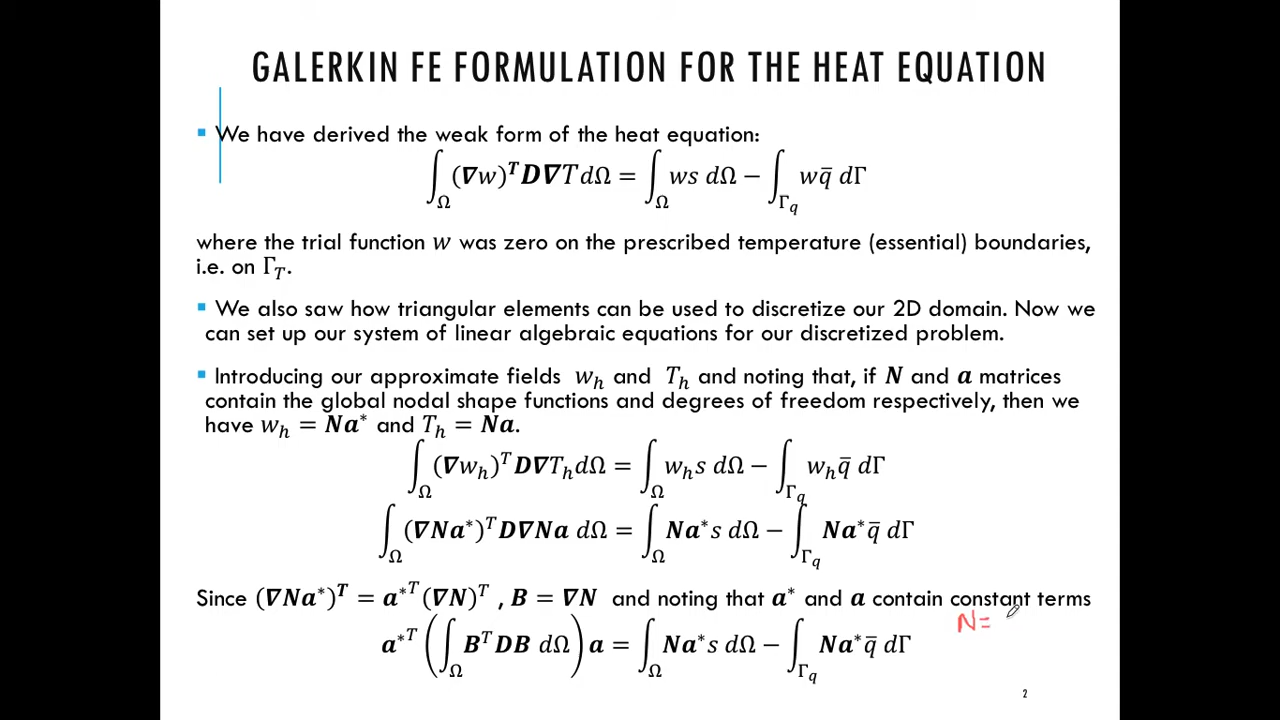 GALERKIN FE FORMULATION FOR THE HEAT EQUATION
▪ We have derived the weak form of the heat equation:
∫_Ω (∇w)^T D∇T dΩ = ∫_Ω ws dΩ − ∫_Γq wq̄ dΓ
where the trial function w was zero on the prescribed temperature (essential) boundaries,
i.e. on Γ_T.
▪ We also saw how triangular elements can be used to discretize our 2D domain. Now we
can set up our system of linear algebraic equations for our discretized problem.
▪ Introducing our approximate fields w_h and T_h and noting that, if N and a matrices
contain the global nodal shape functions and degrees of freedom respectively, then we
have w_h = Na* and T_h = Na.
∫_Ω (∇w_h)^T D∇T_h dΩ = ∫_Ω w_h s dΩ − ∫_Γq w_h q̄ dΓ
∫_Ω (∇Na*)^T D∇Na dΩ = ∫_Ω Na*s dΩ − ∫_Γq Na*q̄ dΓ
Since (∇Na*)^T = a*^T (∇N)^T , B = ∇N and noting that a* and a contain constant terms
N=
a*^T (∫_Ω B^T DB dΩ) a = ∫_Ω Na*s dΩ − ∫_Γq Na*q̄ dΓ
2